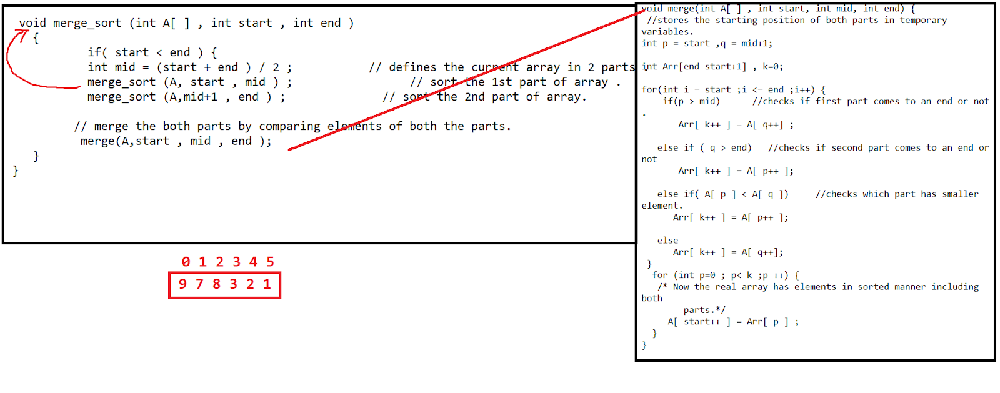 void merge_sort (int A[ ] , int start , int end )
{
if( start < end ) {
int mid = (start + end ) / 2 ; // defines the current array in 2 parts .
merge_sort (A, start , mid ) ; // sort the 1st part of array .
merge_sort (A,mid+1 , end ) ; // sort the 2nd part of array.
// merge the both parts by comparing elements of both the parts.
merge(A,start , mid , end );
}
}
void merge(int A[ ] , int start, int mid, int end) {
//stores the starting position of both parts in temporary
variables.
int p = start ,q = mid+1;
int Arr[end-start+1] , k=0;
for(int i = start ;i <= end ;i++) {
if(p > mid) //checks if first part comes to an end or not
.
Arr[ k++ ] = A[ q++] ;
else if ( q > end) //checks if second part comes to an end or
not
Arr[ k++ ] = A[ p++ ];
else if( A[ p ] < A[ q ]) //checks which part has smaller
element.
Arr[ k++ ] = A[ p++ ];
else
Arr[ k++ ] = A[ q++];
}
for (int p=0 ; p< k ;p ++) {
/* Now the real array has elements in sorted manner including
both
parts.*/
A[ start++ ] = Arr[ p ] ;
}
}
0 1 2 3 4 5
9 7 8 3 2 1